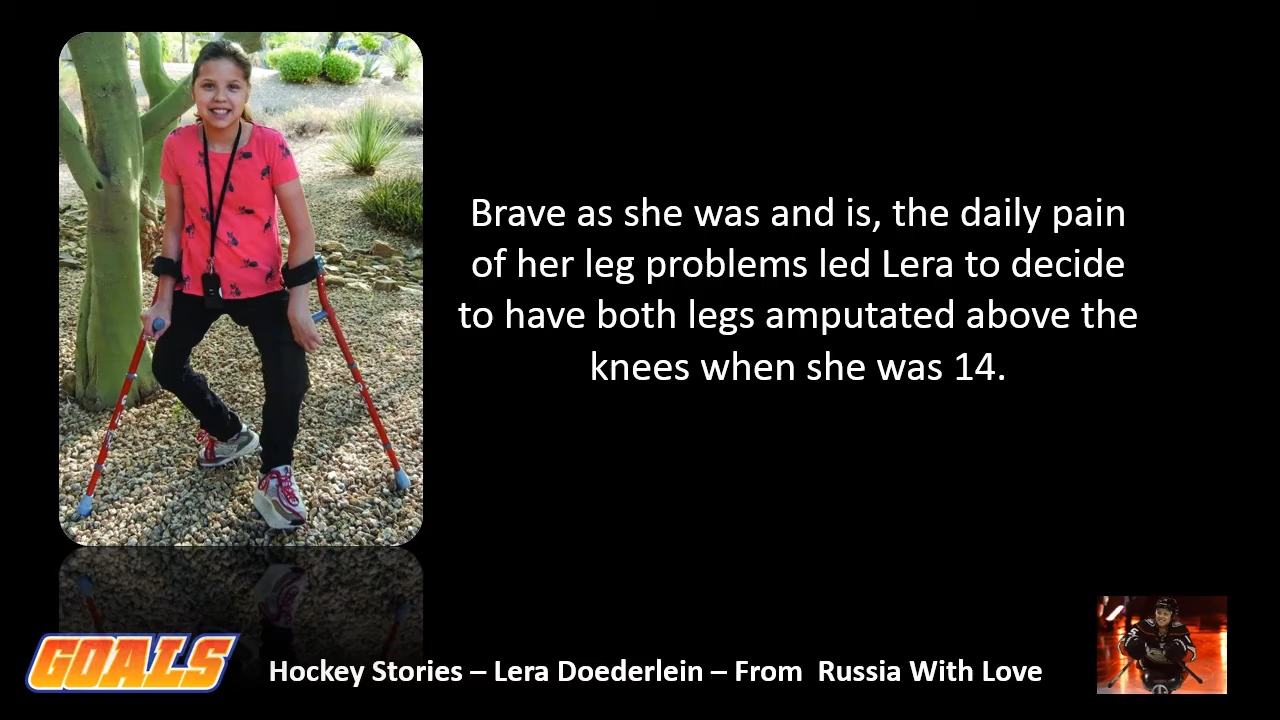 Brave as she was and is, the daily pain
of her leg problems led Lera to decide
to have both legs amputated above the
knees when she was 14.
GOALS
Hockey Stories – Lera Doederlein – From  Russia With Love